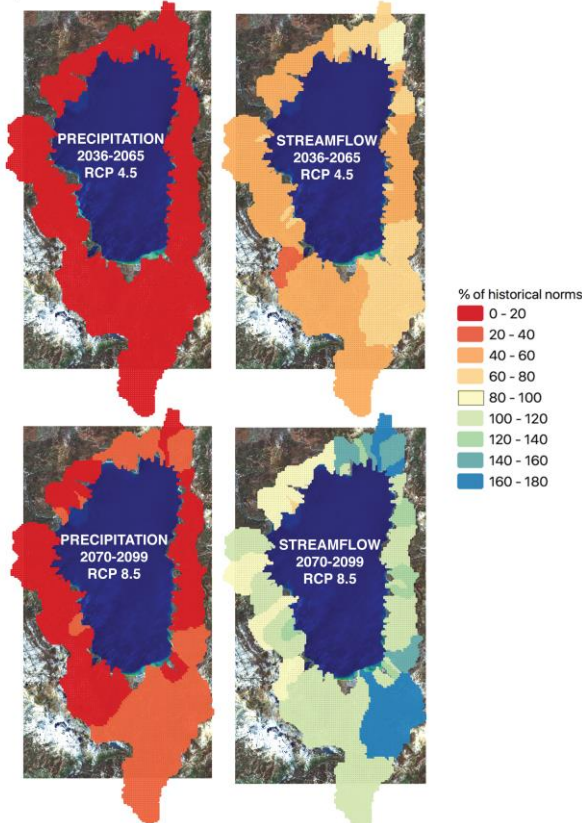 PRECIPITATION
2036-2065
RCP 4.5
STREAMFLOW
2036-2065
RCP 4.5
% of historical norms
0 - 20
20 - 40
40 - 60
60 - 80
80 - 100
100 - 120
120 - 140
140 - 160
160 - 180
PRECIPITATION
2070-2099
RCP 8.5
STREAMFLOW
2070-2099
RCP 8.5